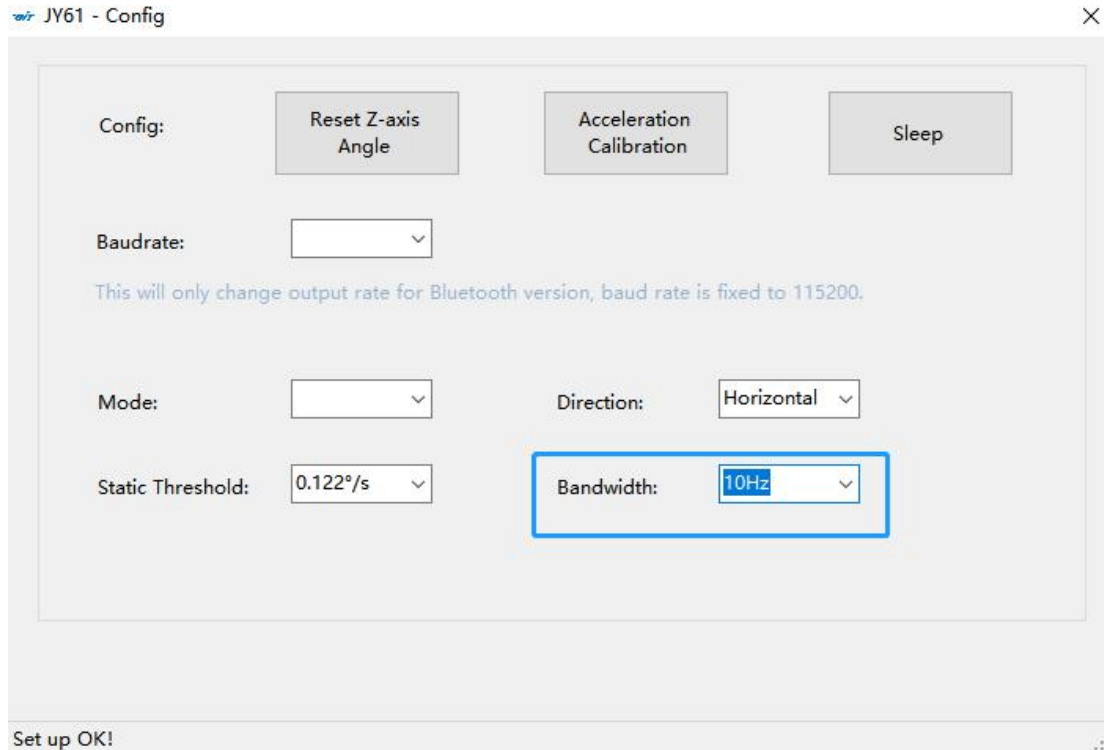 JY61 - Config
Config:
Reset Z-axis
Angle
Acceleration
Calibration
Sleep
Baudrate:
This will only change output rate for Bluetooth version, baud rate is fixed to 115200.
Mode:
Direction:
Horizontal
Static Threshold:
0.122°/s
Bandwidth:
10Hz
Set up OK!